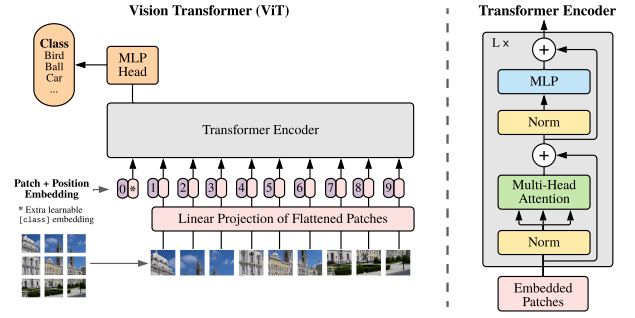 Vision Transformer (ViT)
Class
Bird
Ball
Car
...
MLP
Head
Transformer Encoder
Patch + Position
Embedding
0 * 1 2 3 4 5 6 7 8 9
* Extra learnable
[class] embedding
Linear Projection of Flattened Patches
Transformer Encoder
L x
+
MLP
Norm
+
Multi-Head
Attention
Norm
Embedded
Patches